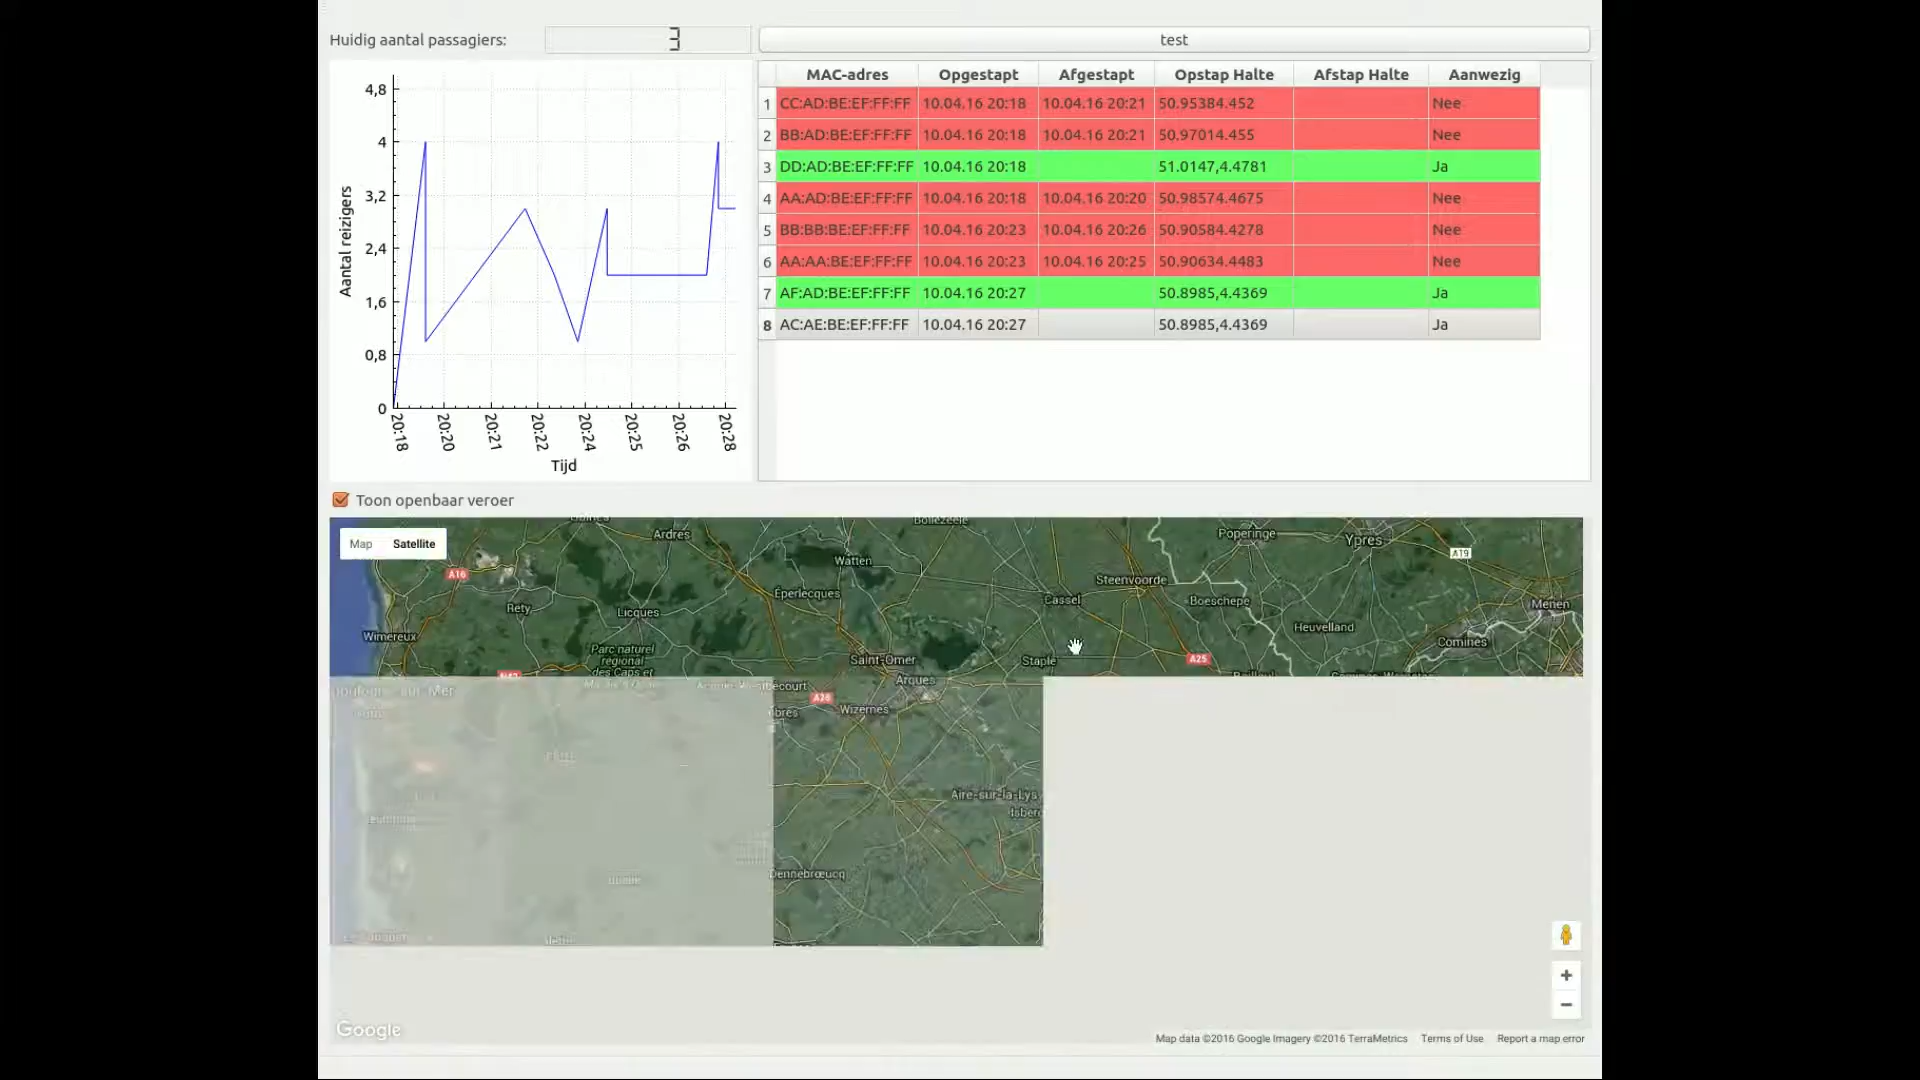 Huidig aantal passagiers: 3
test
MAC-adres Opgestapt Afgestapt Opstap Halte Afstap Halte Aanwezig
1 CC:AD:BE:EF:FF:FF 10.04.16 20:18 10.04.16 20:21 50.95384.452 Nee
2 BB:AD:BE:EF:FF:FF 10.04.16 20:18 10.04.16 20:21 50.97014.455 Nee
3 DD:AD:BE:EF:FF:FF 10.04.16 20:18 51.0147,4.4781 Ja
4 AA:AD:BE:EF:FF:FF 10.04.16 20:18 10.04.16 20:20 50.98574.4675 Nee
5 BB:BB:BE:EF:FF:FF 10.04.16 20:23 10.04.16 20:26 50.90584.4278 Nee
6 AA:AA:BE:EF:FF:FF 10.04.16 20:23 10.04.16 20:25 50.90634.4483 Nee
7 AF:AD:BE:EF:FF:FF 10.04.16 20:27 50.8985,4.4369 Ja
8 AC:AE:BE:EF:FF:FF 10.04.16 20:27 50.8985,4.4369 Ja
4,8
4
3,2
2,4
1,6
0,8
0
Aantal reizigers
20:18 20:20 20:21 20:22 20:24 20:25 20:26 20:28
Tijd
Toon openbaar veroer
Map Satellite
Bollezeele
Ardres
Poperinge
Ypres
A19
Watten
A16
Steenvoorde
Éperlecques
Cassel
Boeschepe
Menen
Rety
Licques
Heuvelland
Wimereux
Comines
Parc naturel
régional
des Caps et
Saint-Omer
Staple
A25
Arques
A26
Wizernes
Aire-sur-la-Lys
Isberg
Dennebrœucq
Google
Map data ©2016 Google Imagery ©2016 TerraMetrics Terms of Use Report a map error